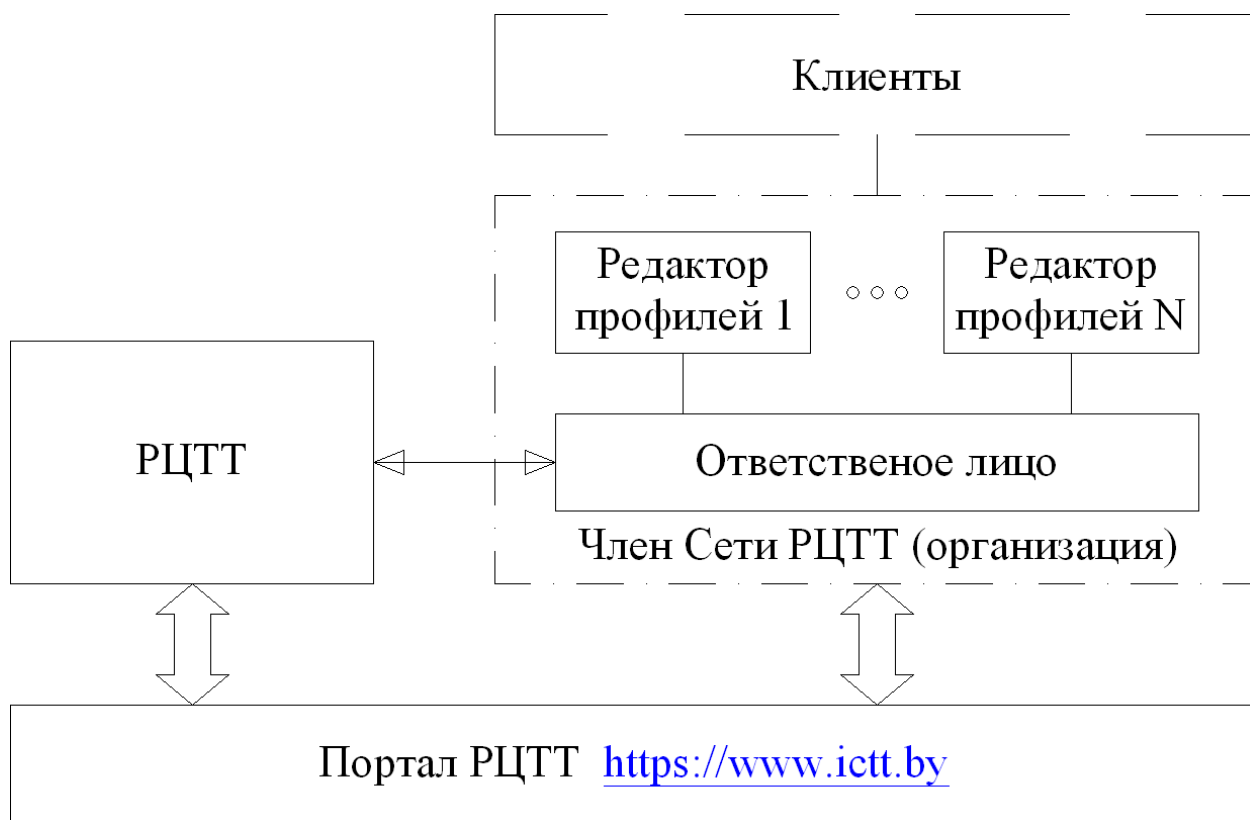 Клиенты
Редактор
профилей 1
Редактор
профилей N
РЦТТ
Ответственое лицо
Член Сети РЦТТ (организация)
Портал РЦТТ https://www.ictt.by